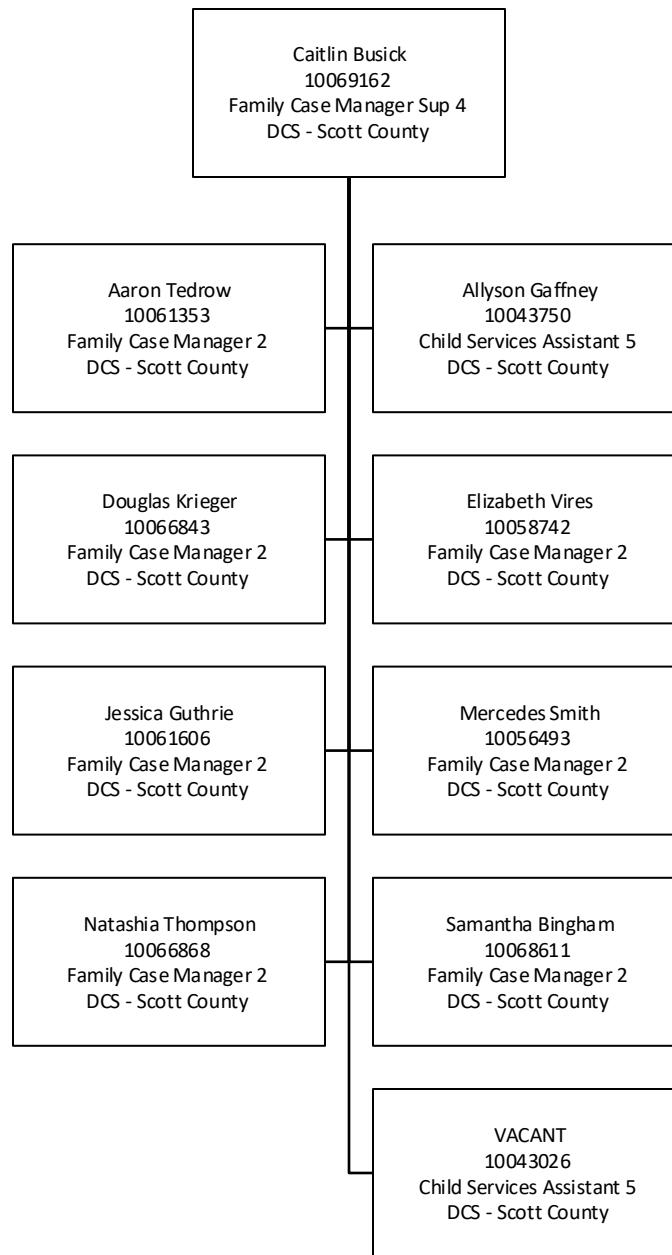 Caitlin Busick
10069162
Family Case Manager Sup 4
DCS - Scott County
Aaron Tedrow
10061353
Family Case Manager 2
DCS - Scott County
Allyson Gaffney
10043750
Child Services Assistant 5
DCS - Scott County
Douglas Krieger
10066843
Family Case Manager 2
DCS - Scott County
Elizabeth Vires
10058742
Family Case Manager 2
DCS - Scott County
Jessica Guthrie
10061606
Family Case Manager 2
DCS - Scott County
Mercedes Smith
10056493
Family Case Manager 2
DCS - Scott County
Natashia Thompson
10066868
Family Case Manager 2
DCS - Scott County
Samantha Bingham
10068611
Family Case Manager 2
DCS - Scott County
VACANT
10043026
Child Services Assistant 5
DCS - Scott County